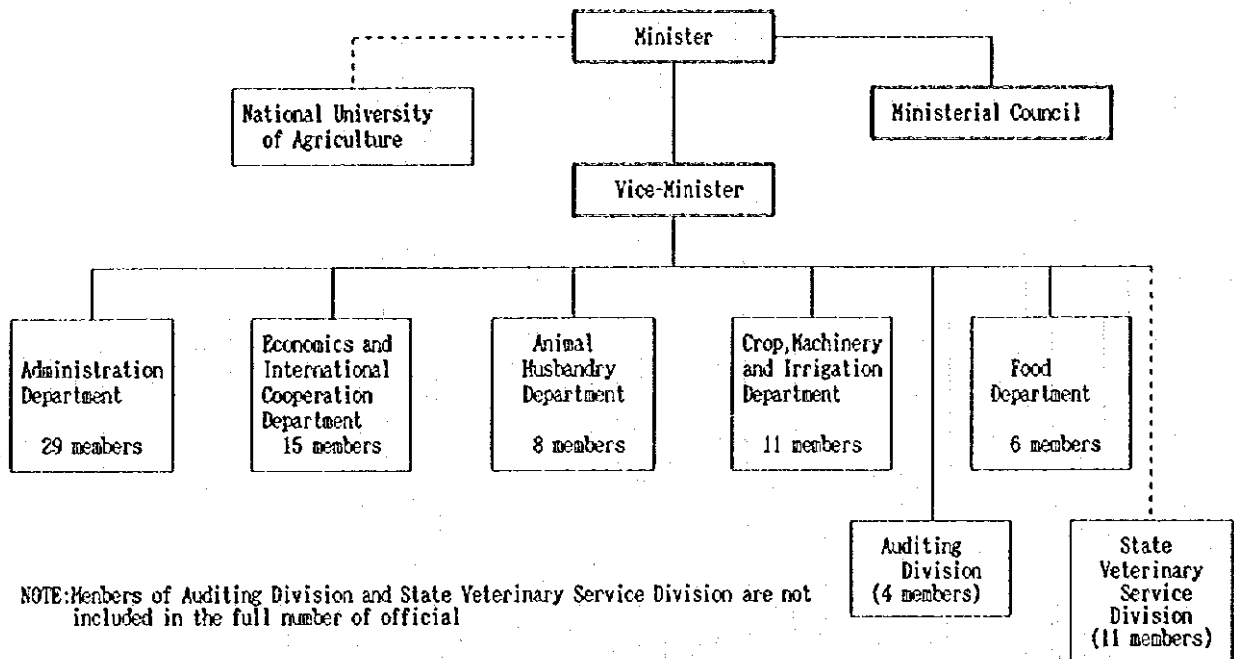 Minister
National University
of Agriculture
Ministerial Council
Vice-Minister
Administration
Department
29 members
Economics and
International
Cooperation
Department
15 members
Animal
Husbandry
Department
8 members
Crop,Machinery
and Irrigation
Department
11 members
Food
Department
6 members
Auditing
Division
(4 members)
State
Veterinary
Service
Division
(11 members)
NOTE:Menbers of Auditing Division and State Veterinary Service Division are not
included in the full number of official